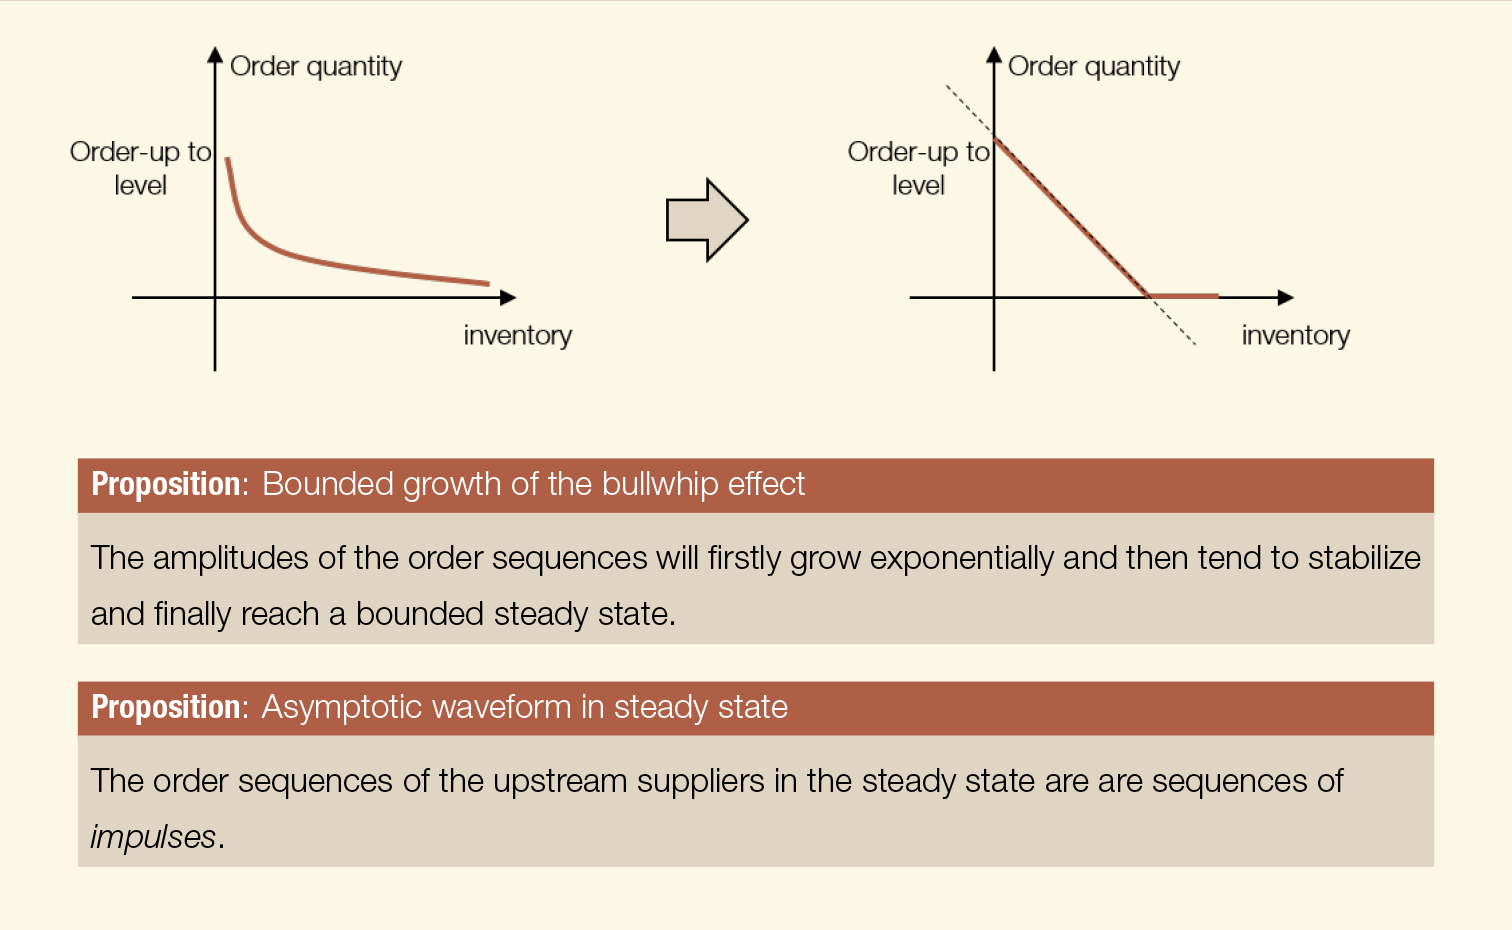 Order quantity
Order-up to
level
inventory
Order quantity
Order-up to
level
inventory
Proposition: Bounded growth of the bullwhip effect
The amplitudes of the order sequences will firstly grow exponentially and then tend to stabilize
and finally reach a bounded steady state.
Proposition: Asymptotic waveform in steady state
The order sequences of the upstream suppliers in the steady state are are sequences of
impulses.